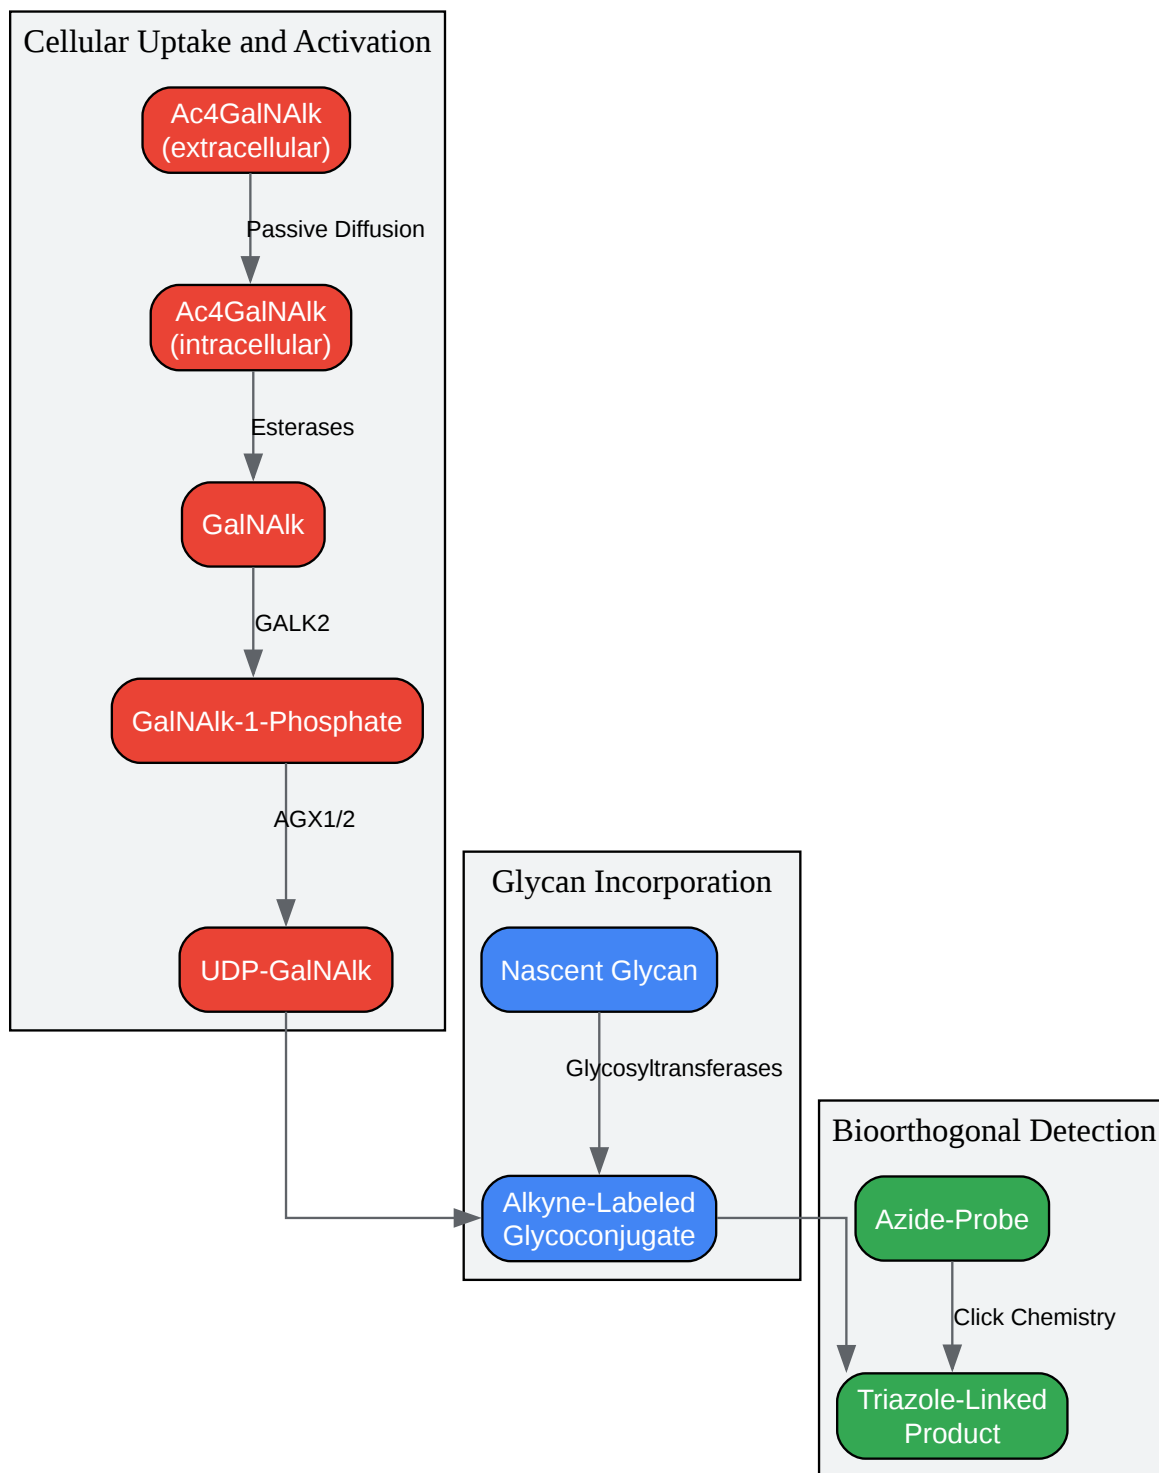 Cellular Uptake and Activation
Ac4GalNAlk
(extracellular)
Passive Diffusion
Ac4GalNAlk
(intracellular)
Esterases
GalNAlk
GALK2
GalNAlk-1-Phosphate
AGX1/2
UDP-GalNAlk
Glycan Incorporation
Nascent Glycan
Glycosyltransferases
Alkyne-Labeled
Glycoconjugate
Bioorthogonal Detection
Azide-Probe
Click Chemistry
Triazole-Linked
Product